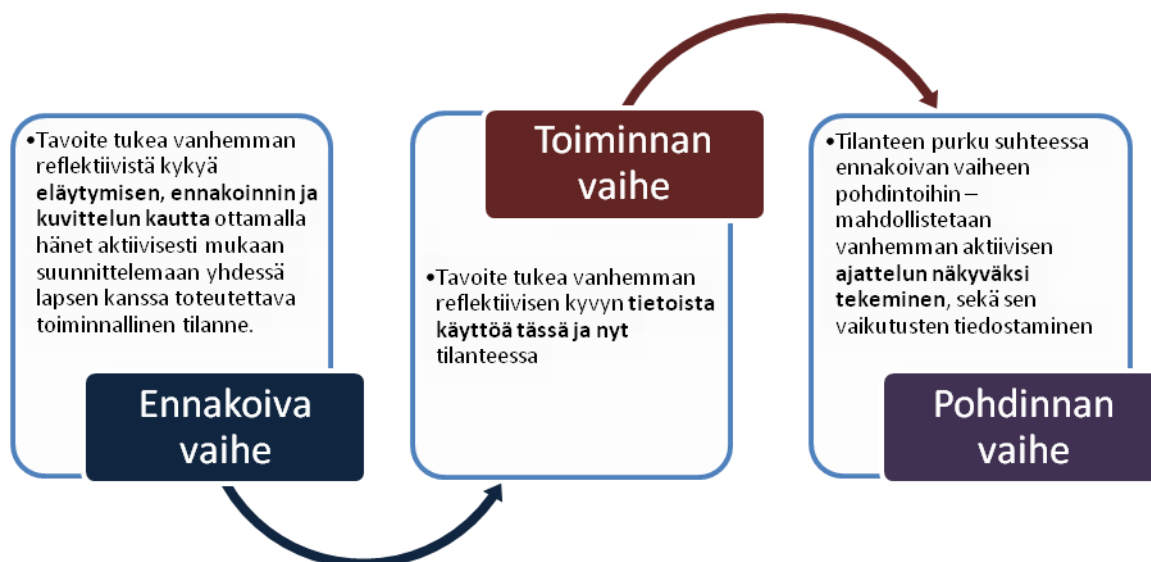 •Tavoite tukea vanhemman
reflektiivistä kykyä
eläytymisen, ennakoinnin ja
kuvittelun kautta ottamalla
hänet aktiivisesti mukaan
suunnittelemaan yhdessä
lapsen kanssa toteutettava
toiminnallinen tilanne.
Ennakoiva
vaihe
Toiminnan
vaihe
•Tavoite tukea vanhemman
reflektiivisen kyvyn tietoista
käyttöä tässä ja nyt
tilanteessa
•Tilanteen purku suhteessa
ennakoivan vaiheen
pohdintoihin –
mahdollistetaan
vanhemman aktiivisen
ajattelun näkyväksi
tekeminen, sekä sen
vaikutusten tiedostaminen
Pohdinnan
vaihe